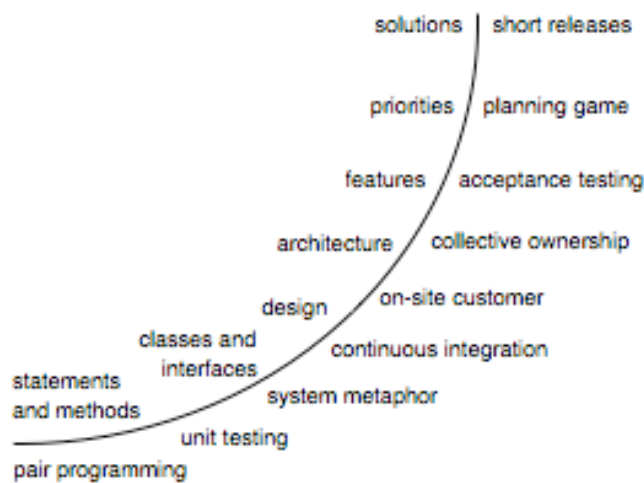 solutions short releases
priorities planning game
features acceptance testing
architecture collective ownership
design on-site customer
classes and
interfaces continuous integration
statements
and methods system metaphor
unit testing
pair programming